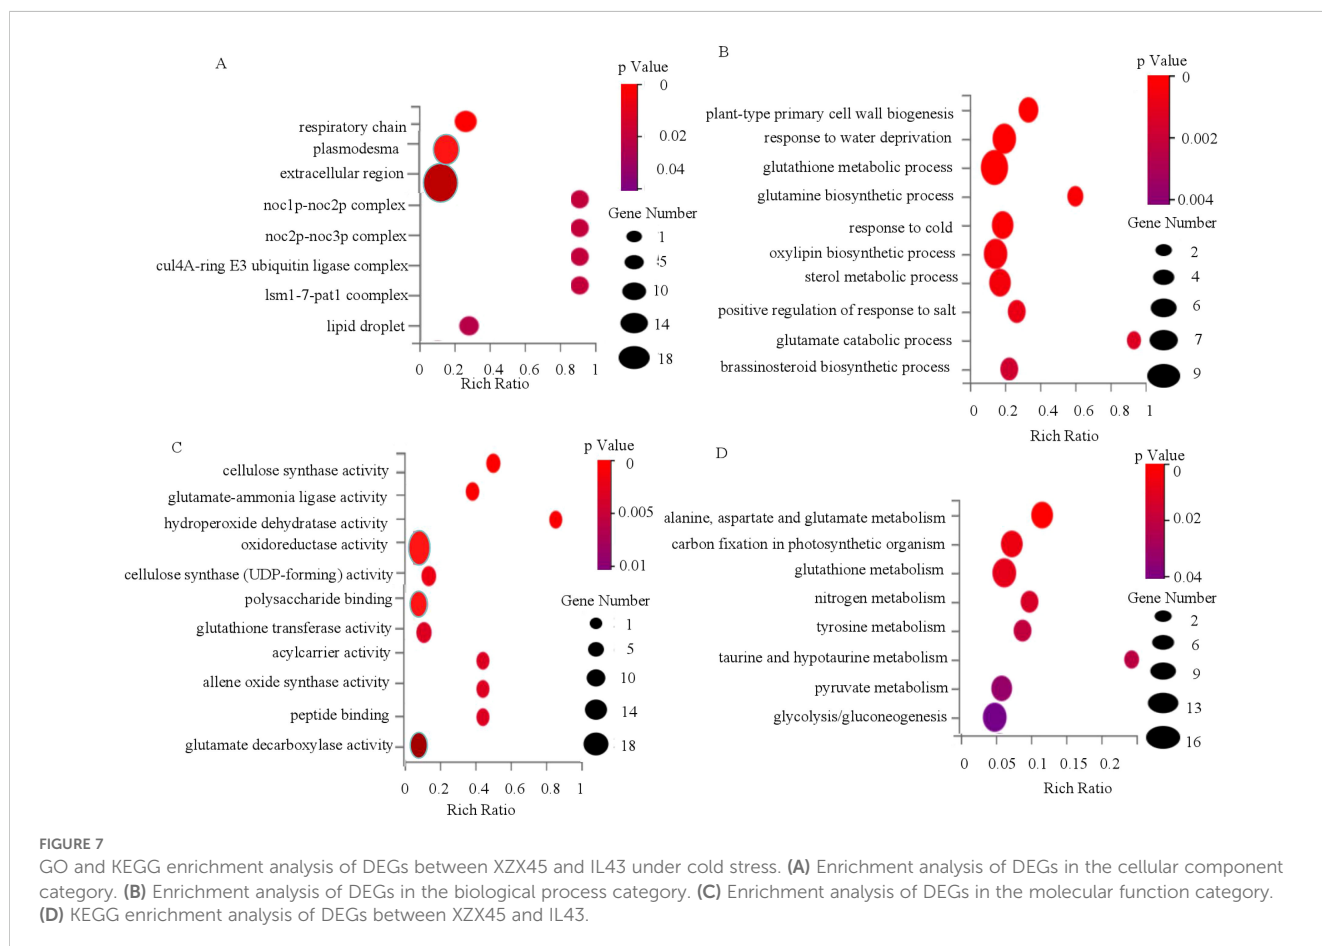 A
p Value
0
0.02
0.04
respiratory chain
plasmodesma
extracellular region
noc1p-noc2p complex
noc2p-noc3p complex
cul4A-ring E3 ubiquitin ligase complex
lsm1-7-pat1 coomplex
lipid droplet
Gene Number
1
5
10
14
18
0 0.2 0.4 0.6 0.8 1
Rich Ratio
B
p Value
0
0.002
0.004
plant-type primary cell wall biogenesis
response to water deprivation
glutathione metabolic process
glutamine biosynthetic process
response to cold
oxylipin biosynthetic process
sterol metabolic process
positive regulation of response to salt
glutamate catabolic process
brassinosteroid biosynthetic process
Gene Number
2
4
6
7
9
0 0.2 0.4 0.6 0.8 1
Rich Ratio
C
p Value
0
0.005
0.01
cellulose synthase activity
glutamate-ammonia ligase activity
hydroperoxide dehydratase activity
oxidoreductase activity
cellulose synthase (UDP-forming) activity
polysaccharide binding
glutathione transferase activity
acylcarrier activity
allene oxide synthase activity
peptide binding
glutamate decarboxylase activity
Gene Number
1
5
10
14
18
0 0.2 0.4 0.6 0.8 1
Rich Ratio
D
p Value
0
0.02
0.04
alanine, aspartate and glutamate metabolism
carbon fixation in photosynthetic organism
glutathione metabolism
nitrogen metabolism
tyrosine metabolism
taurine and hypotaurine metabolism
pyruvate metabolism
glycolysis/gluconeogenesis
Gene Number
2
6
9
13
16
0 0.05 0.1 0.15 0.2
Rich Ratio
FIGURE 7
GO and KEGG enrichment analysis of DEGs between XZX45 and IL43 under cold stress. (A) Enrichment analysis of DEGs in the cellular component
category. (B) Enrichment analysis of DEGs in the biological process category. (C) Enrichment analysis of DEGs in the molecular function category.
(D) KEGG enrichment analysis of DEGs between XZX45 and IL43.